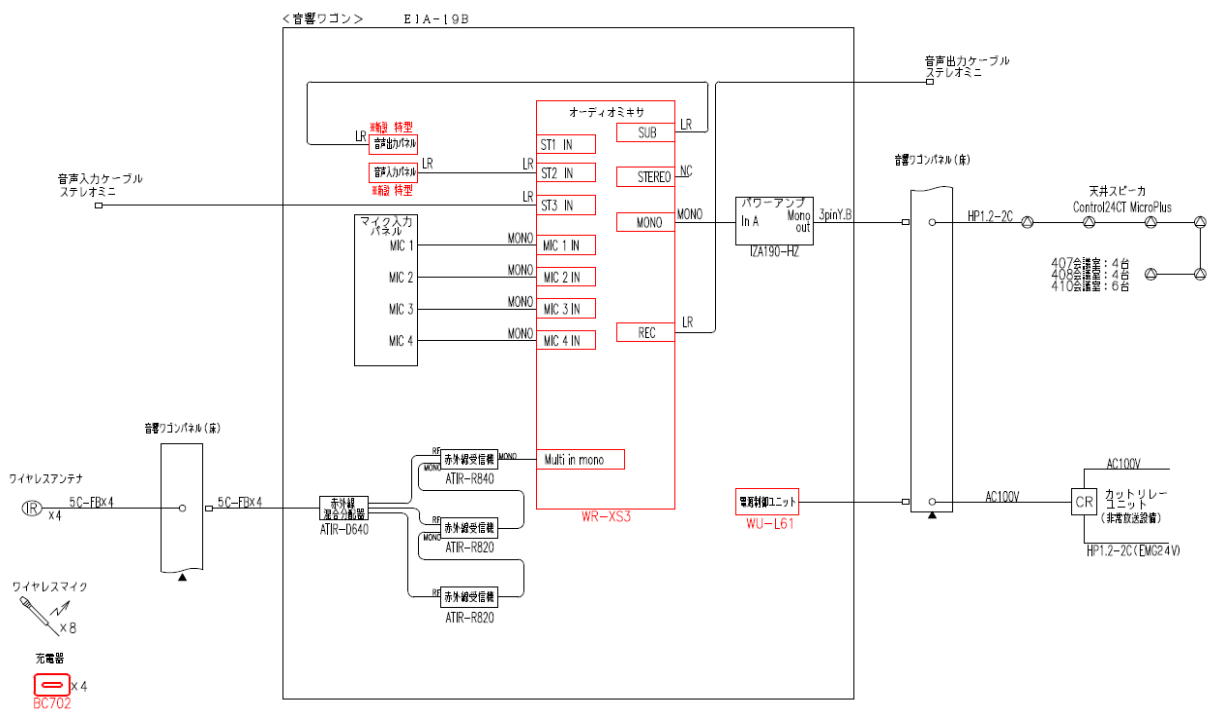 <音響ワゴン> EIA-19B
音声出力ケーブル
ステレオミニ
オーディオミキサ
※新設 特型
LR 音声出力パネル
SUB LR
ST1 IN
音声入力パネル LR
LR ST2 IN
STEREO NC
※新設 特型
音声入力ケーブル
ステレオミニ
LR ST3 IN
マイク入力
パネル
MONO MONO
パワーアンプ
In A Mono
out
3pinY.B
IZA190-HZ
MIC 1 MONO MIC 1 IN
MIC 2 MONO MIC 2 IN
MIC 3 MONO MIC 3 IN
MIC 4 MONO MIC 4 IN
REC LR
音響ワゴンパネル(床)
HP1.2-2C
天井スピーカ
Control24CT MicroPlus
407会議室:4台
408会議室:4台
410会議室:6台
音響ワゴンパネル(床)
ワイヤレスアンテナ
IR ×4
5C-FB×4
5C-FB×4
赤外線
混合分配器
ATIR-D640
RF
MONO
赤外線受信機 MONO
ATIR-R840
Multi in mono
RF
MONO
赤外線受信機
ATIR-R820
RF 赤外線受信機
ATIR-R820
WR-XS3
電源制御ユニット
WU-L61
AC100V
AC100V
CR
カットリレー
ユニット
(非常放送設備)
HP1.2-2C(EMG24V)
ワイヤレスマイク
×8
充電器
×4
BC702